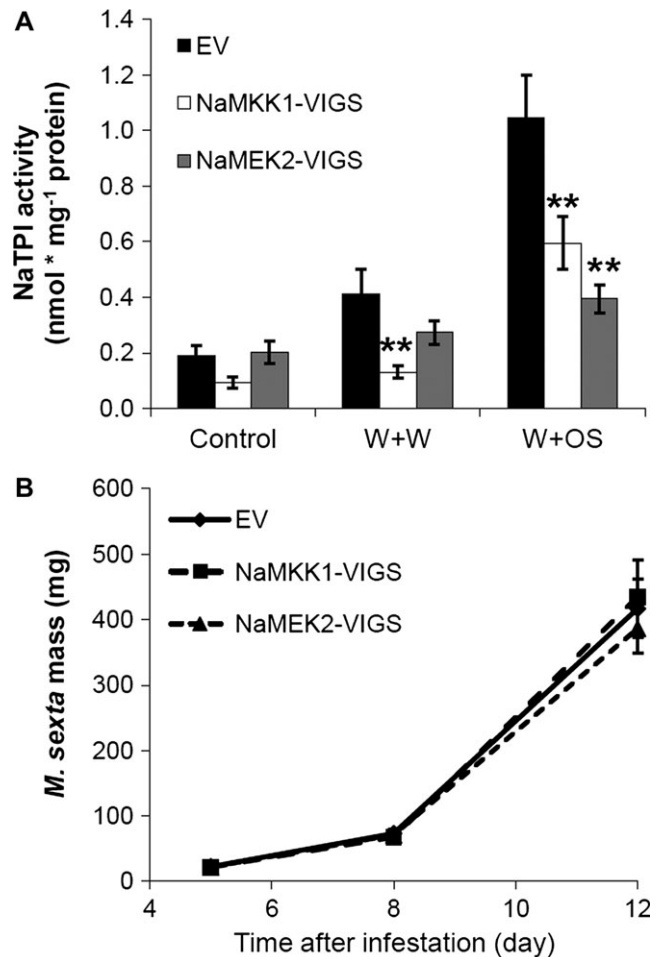 A
NaTPI activity
(nmol * mg⁻¹ protein)
1.4
1.2
1.0
0.8
0.6
0.4
0.2
0.0
EV
NaMKK1-VIGS
NaMEK2-VIGS
**
**
**
Control W+W W+OS
B
M. sexta mass (mg)
600
500
400
300
200
100
0
EV
NaMKK1-VIGS
NaMEK2-VIGS
4 6 8 10 12
Time after infestation (day)